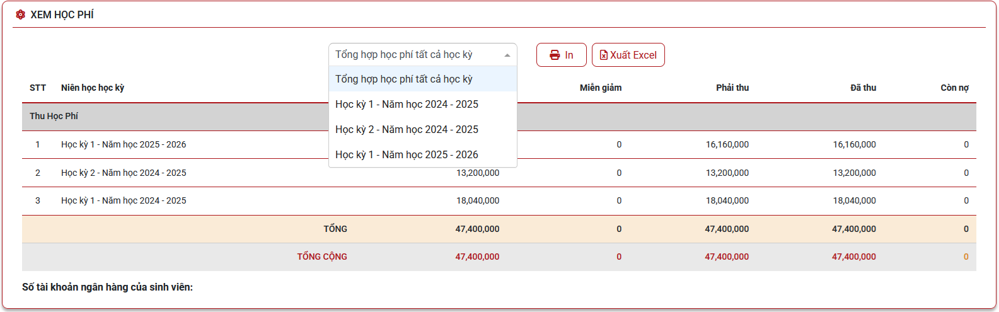 XEM HỌC PHÍ
Tổng hợp học phí tất cả học kỳ
In
Xuất Excel
Tổng hợp học phí tất cả học kỳ
Học kỳ 1 - Năm học 2024 - 2025
Học kỳ 2 - Năm học 2024 - 2025
Học kỳ 1 - Năm học 2025 - 2026
STT Niên học học kỳ Miễn giảm Phải thu Đã thu Còn nợ
Thu Học Phí
1 Học kỳ 1 - Năm học 2025 - 2026 0 16,160,000 16,160,000 0
2 Học kỳ 2 - Năm học 2024 - 2025 13,200,000 0 13,200,000 13,200,000 0
3 Học kỳ 1 - Năm học 2024 - 2025 18,040,000 0 18,040,000 18,040,000 0
TỔNG 47,400,000 0 47,400,000 47,400,000 0
TỔNG CỘNG 47,400,000 0 47,400,000 47,400,000 0
Số tài khoản ngân hàng của sinh viên: